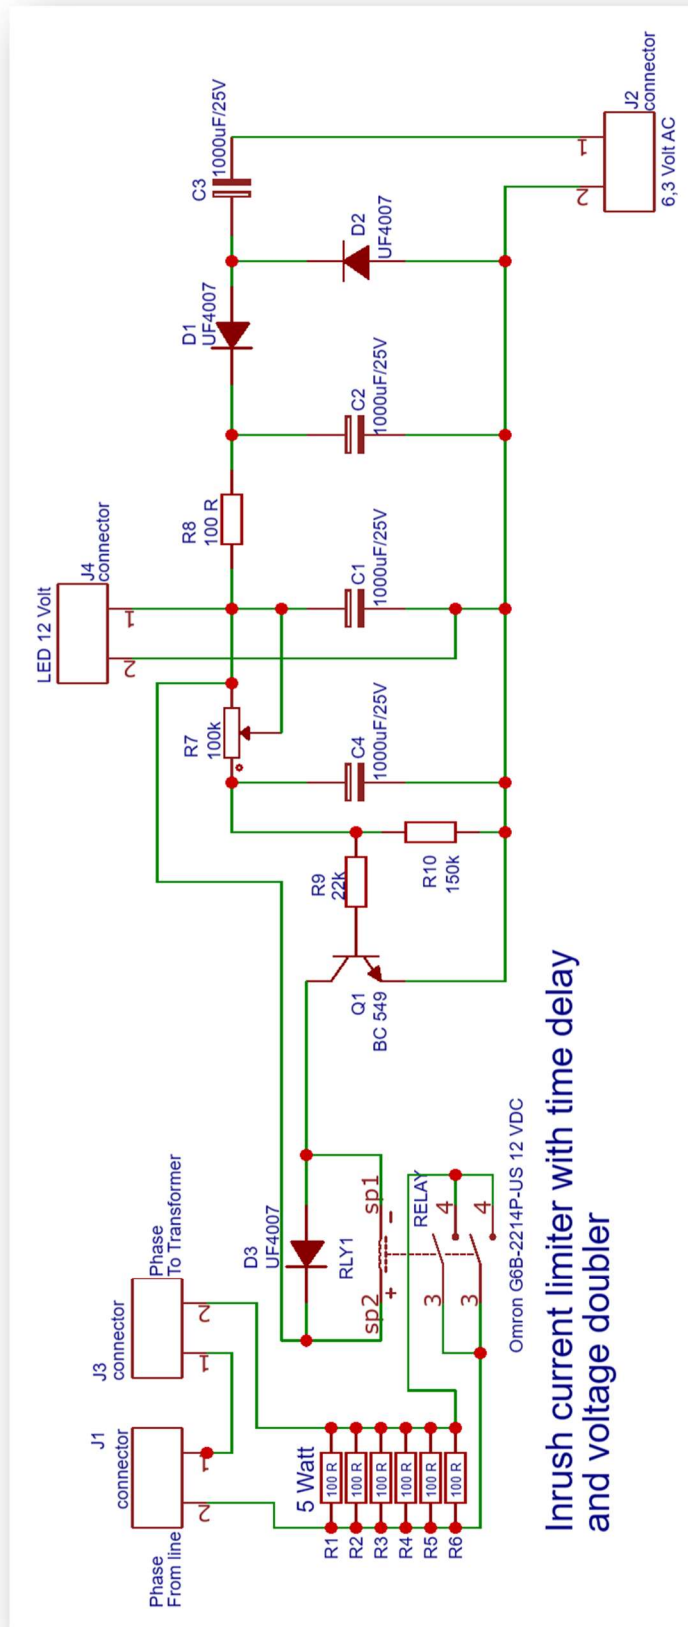 Phase
From line
J1
connector
2
1
J3
connector
Phase
To Transformer
1
2
5 Watt
R1
100 R
R2
100 R
R3
100 R
R4
100 R
R5
100 R
R6
100 R
D3
UF4007
RLY1
sp2
+
sp1
-
RELAY
3
4
3
4
Omron G6B-2214P-US 12 VDC
Q1
BC 549
R9
22k
R10
150k
R7
100k
C4
1000uF/25V
LED 12 Volt
J4
connector
2
1
C1
1000uF/25V
R8
100 R
C2
1000uF/25V
D1
UF4007
D2
UF4007
C3
1000uF/25V
J2
connector
1
2
6,3 Volt AC
Inrush current limiter with time delay
and voltage doubler